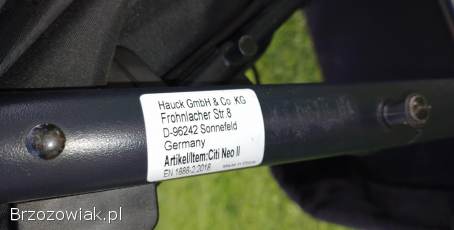 Hauck GmbH & Co. KG
Frohnlacher Str.8
D-96242 Sonnefeld
Germany
Artikel/Item:Citi Neo II
EN 1888-2:2018
Brzozowiak.pl